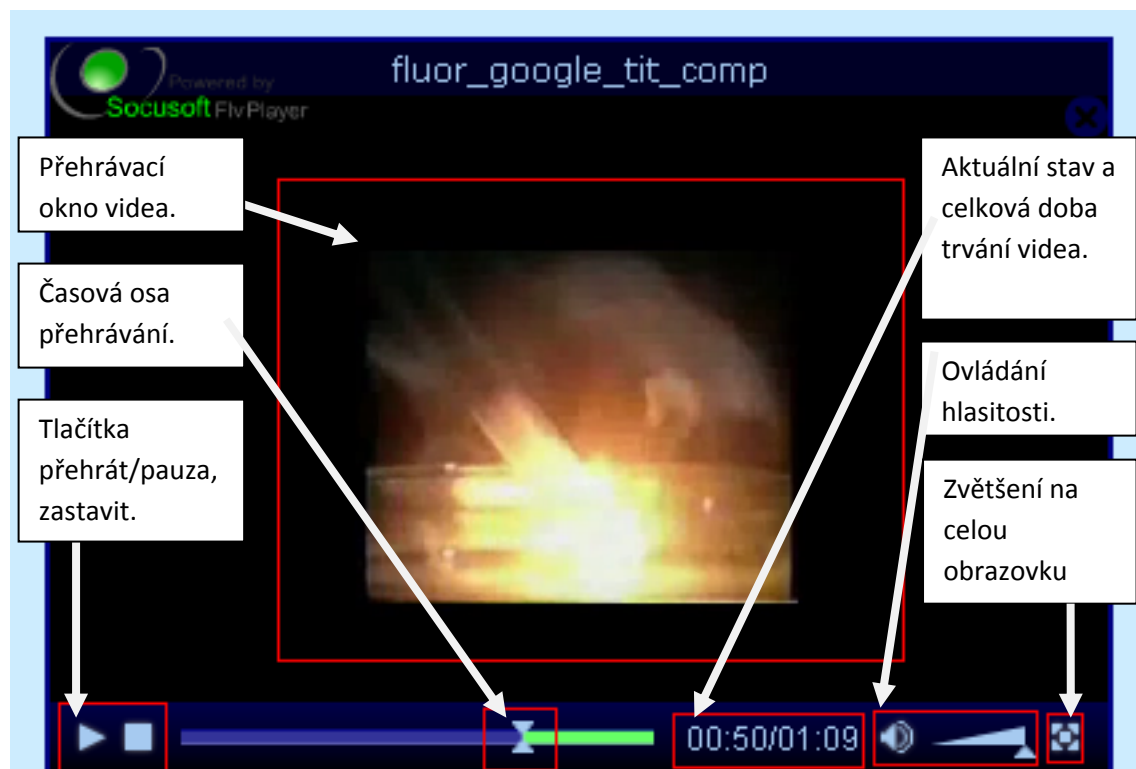 Powered by
Socusoft FlvPlayer
fluor_google_tit_comp
Přehrávací
okno videa.
Časová osa
přehrávání.
Tlačítka
přehrát/pauza,
zastavit.
Aktuální stav a
celková doba
trvání videa.
Ovládání
hlasitosti.
Zvětšení na
celou
obrazovku
00:50/01:09